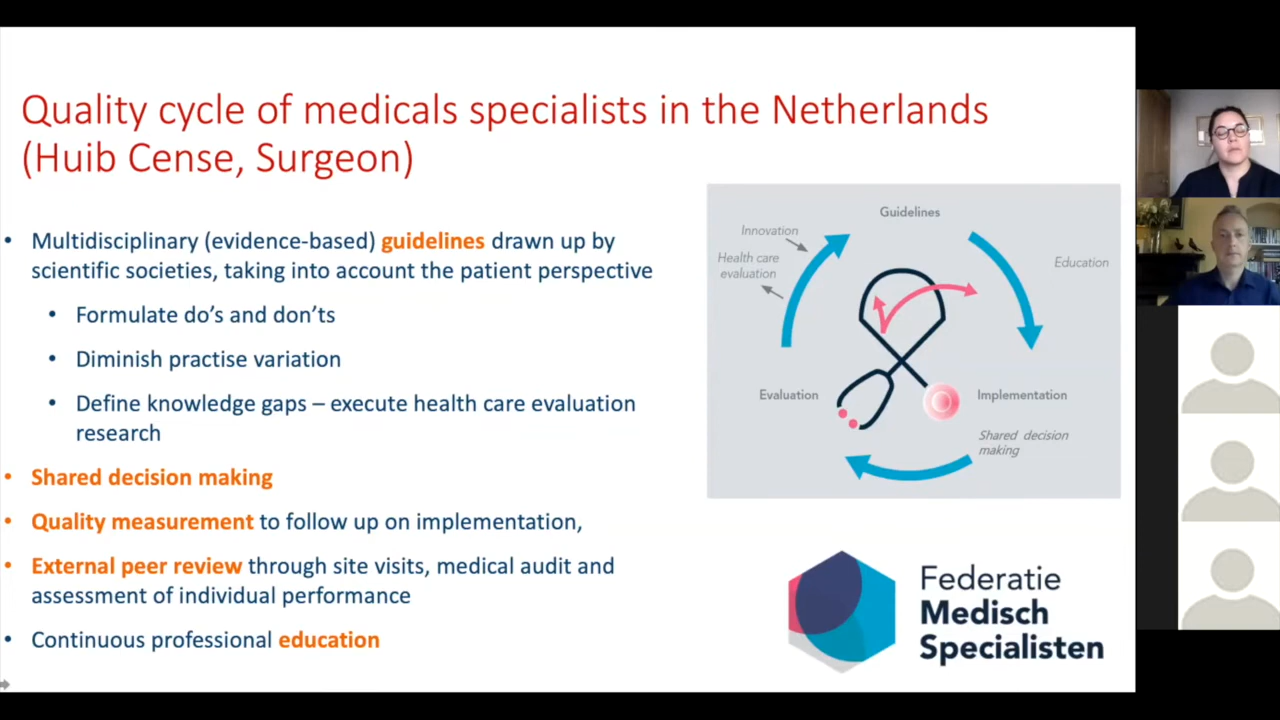 Quality cycle of medicals specialists in the Netherlands
(Huib Cense, Surgeon)
• Multidisciplinary (evidence-based) guidelines drawn up by
scientific societies, taking into account the patient perspective
• Formulate do’s and don’ts
• Diminish practise variation
• Define knowledge gaps – execute health care evaluation
research
• Shared decision making
• Quality measurement to follow up on implementation,
• External peer review through site visits, medical audit and
assessment of individual performance
• Continuous professional education
Guidelines
Innovation
Health care
evaluation
Education
Evaluation
Implementation
Shared decision
making
Federatie
Medisch
Specialisten